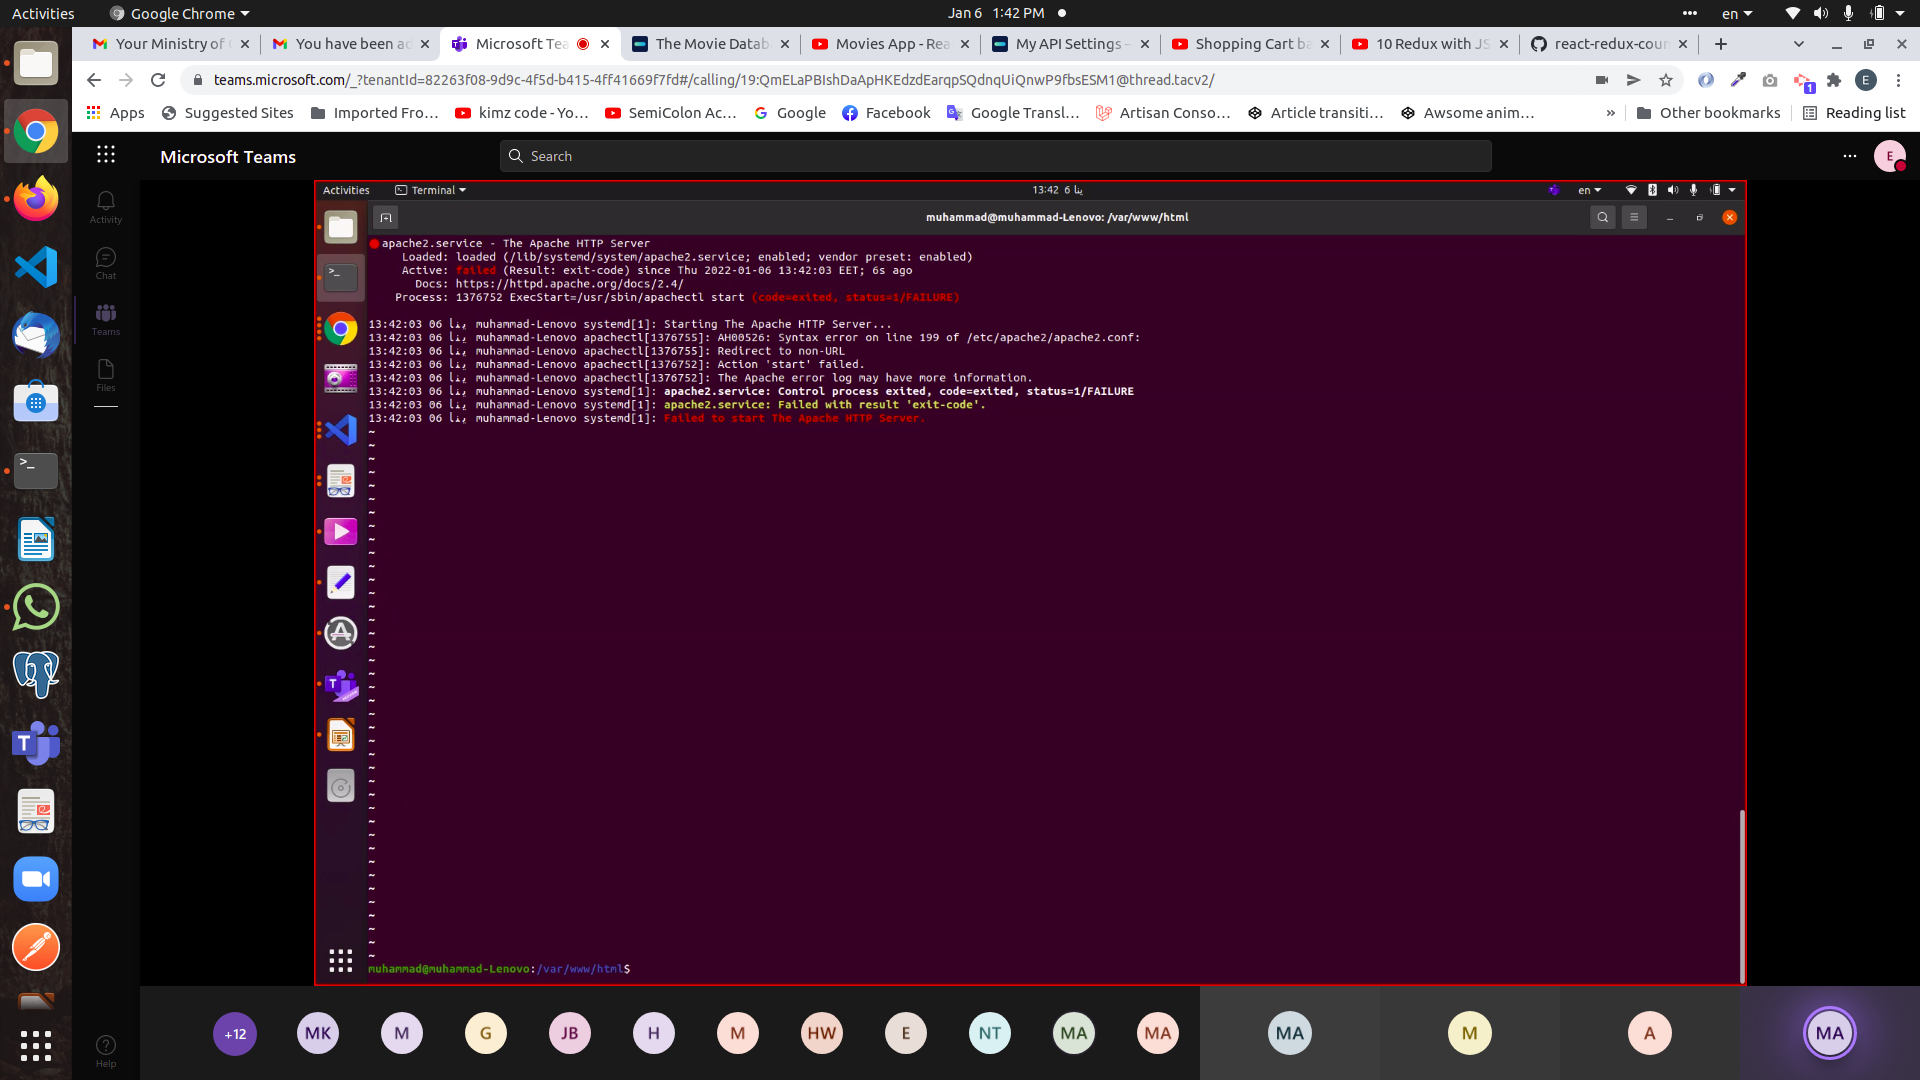 Activities Google Chrome Jan 6 1:42 PM en
Your Ministry of You have been ad Microsoft Tea The Movie Datab Movies App - Rea My API Settings - Shopping Cart ba 10 Redux with JS react-redux-coun
teams.microsoft.com/_?tenantId=82263f08-9d9c-4f5d-b415-4ff41669f7fd#/calling/19:QmELaPBIshDaApHKEdzdEarqpSQdnqUiQnwP9fbsESM1@thread.tacv2/ E
Apps Suggested Sites Imported Fro... kimz code - Yo... SemiColon Ac... Google Facebook Google Transl... Artisan Conso... Article transiti... Awsome anim... » Other bookmarks Reading list
Microsoft Teams Search E
Activity
Chat
Teams
Files
Help
Activities Terminal 13:42 6 ينا en
muhammad@muhammad-Lenovo: /var/www/html
apache2.service - The Apache HTTP Server
Loaded: loaded (/lib/systemd/system/apache2.service; enabled; vendor preset: enabled)
Active: failed (Result: exit-code) since Thu 2022-01-06 13:42:03 EET; 6s ago
Docs: https://httpd.apache.org/docs/2.4/
Process: 1376752 ExecStart=/usr/sbin/apachectl start (code=exited, status=1/FAILURE)
13:42:03 06 muhammad-Lenovo systemd[1]: Starting The Apache HTTP Server...
13:42:03 06 muhammad-Lenovo apachectl[1376755]: AH00526: Syntax error on line 199 of /etc/apache2/apache2.conf:
13:42:03 06 muhammad-Lenovo apachectl[1376755]: Redirect to non-URL
13:42:03 06 muhammad-Lenovo apachectl[1376752]: Action 'start' failed.
13:42:03 06 muhammad-Lenovo apachectl[1376752]: The Apache error log may have more information.
13:42:03 06 muhammad-Lenovo systemd[1]: apache2.service: Control process exited, code=exited, status=1/FAILURE
13:42:03 06 muhammad-Lenovo systemd[1]: apache2.service: Failed with result 'exit-code'.
13:42:03 06 muhammad-Lenovo systemd[1]: Failed to start The Apache HTTP Server.
muhammad@muhammad-Lenovo:/var/www/html$
+12 MK M G JB H M HW E NT MA MA MA M A MA